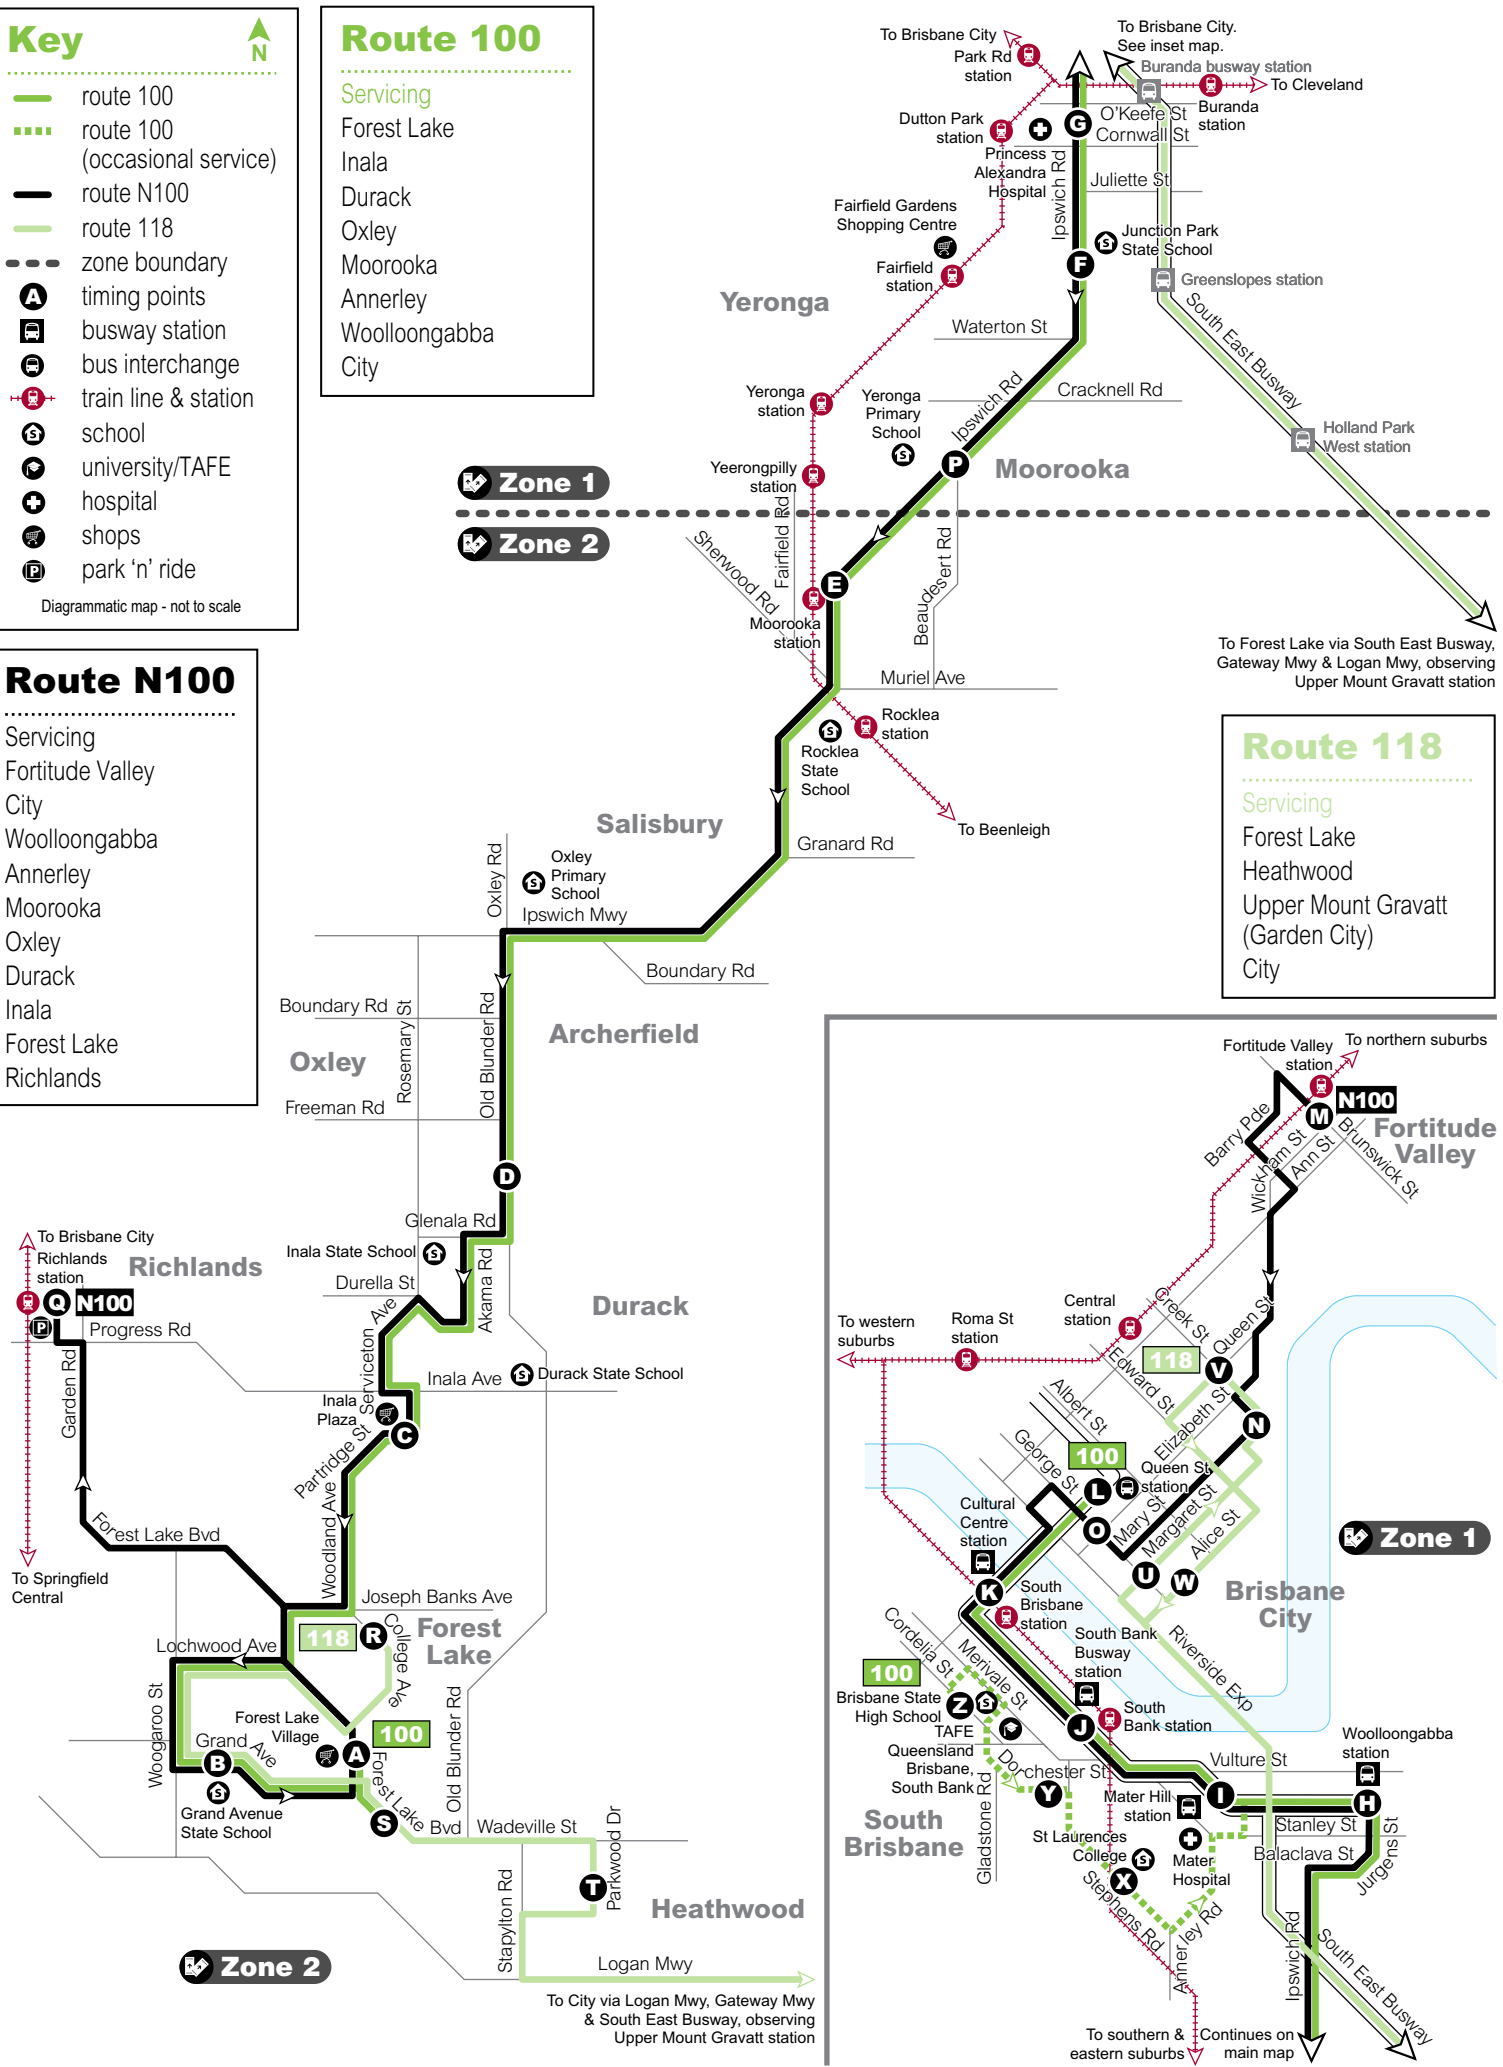 Key
N
route 100
route 100
(occasional service)
route N100
route 118
zone boundary
A
timing points
busway station
bus interchange
train line & station
S
school
university/TAFE
hospital
shops
P
park ‘n’ ride
Diagrammatic map - not to scale
Route 100
Servicing
Forest Lake
Inala
Durack
Oxley
Moorooka
Annerley
Woolloongabba
City
Route N100
Servicing
Fortitude Valley
City
Woolloongabba
Annerley
Moorooka
Oxley
Durack
Inala
Forest Lake
Richlands
To Brisbane City
Park Rd
station
To Brisbane City.
See inset map.
Buranda busway station
To Cleveland
Buranda
station
Dutton Park
station
G
O'Keefe St
Cornwall St
Princess
Alexandra
Hospital
Ipswich Rd
Juliette St
Fairfield Gardens
Shopping Centre
S
Junction Park
State School
F
Fairfield
station
Greenslopes station
Yeronga
South East Busway
Waterton St
Ipswich Rd
Cracknell Rd
Yeronga
station
Yeronga
Primary
School
S
Holland Park
West station
P
Moorooka
Yeerongpilly
station
Zone 1
Zone 2
Fairfield Rd
Sherwood Rd
Beaudesert Rd
E
Moorooka
station
Muriel Ave
To Forest Lake via South East Busway,
Gateway Mwy & Logan Mwy, observing
Upper Mount Gravatt station
Rocklea
station
S
Rocklea
State
School
To Beenleigh
Salisbury
Granard Rd
Route 118
Servicing
Forest Lake
Heathwood
Upper Mount Gravatt
(Garden City)
City
Oxley Rd
S
Oxley
Primary
School
Ipswich Mwy
Boundary Rd
Boundary Rd
Rosemary St
Old Blunder Rd
Archerfield
Oxley
Freeman Rd
D
Glenala Rd
Inala State School
S
Akama Rd
Durella St
Durack
To Brisbane City
Richlands
station
Richlands
Q
N100
P
Progress Rd
Garden Rd
Serviceton
Ave
Inala Ave
S
Durack State School
Inala
Plaza
C
Partridge St
Woodland Ave
Forest Lake Bvd
To Springfield
Central
Joseph Banks Ave
118
R
College Ave
Forest
Lake
Lochwood Ave
Woogaroo St
Forest Lake
Village
100
A
Grand Ave
B
S
Grand Avenue
State School
Forest Lake Bvd
S
Old Blunder Rd
Wadeville St
Parkwood Dr
T
Stapylton Rd
Heathwood
Zone 2
Logan Mwy
To City via Logan Mwy, Gateway Mwy
& South East Busway, observing
Upper Mount Gravatt station
Fortitude Valley
station
To northern suburbs
M
N100
Fortitude
Valley
Barry Pde
Wickham St
Ann St
Brunswick St
Central
station
Creek St
Queen St
To western
suburbs
Roma St
station
118
V
Edward St
Albert St
Elizabeth St
N
George St
100
Queen St
station
L
Cultural
Centre
station
O
Mary St
Margaret St
Alice St
U
W
Zone 1
K
South
Brisbane
station
Brisbane
City
Cordelia St
Merivale St
South Bank
Busway
station
Riverside Exp
100
Brisbane State
High School
Z
S
J
South
Bank station
TAFE
Queensland
Brisbane,
South Bank
Woolloongabba
station
Vulture St
Dorchester St
Y
Mater Hill
station
I
H
Stanley St
South
Brisbane
Gladstone Rd
St Laurences
College
S
Mater
Hospital
Balaclava St
Jurgens St
X
Stephens Rd
Annerley Rd
Ipswich Rd
South East Busway
To southern &
eastern suburbs
Continues on
main map